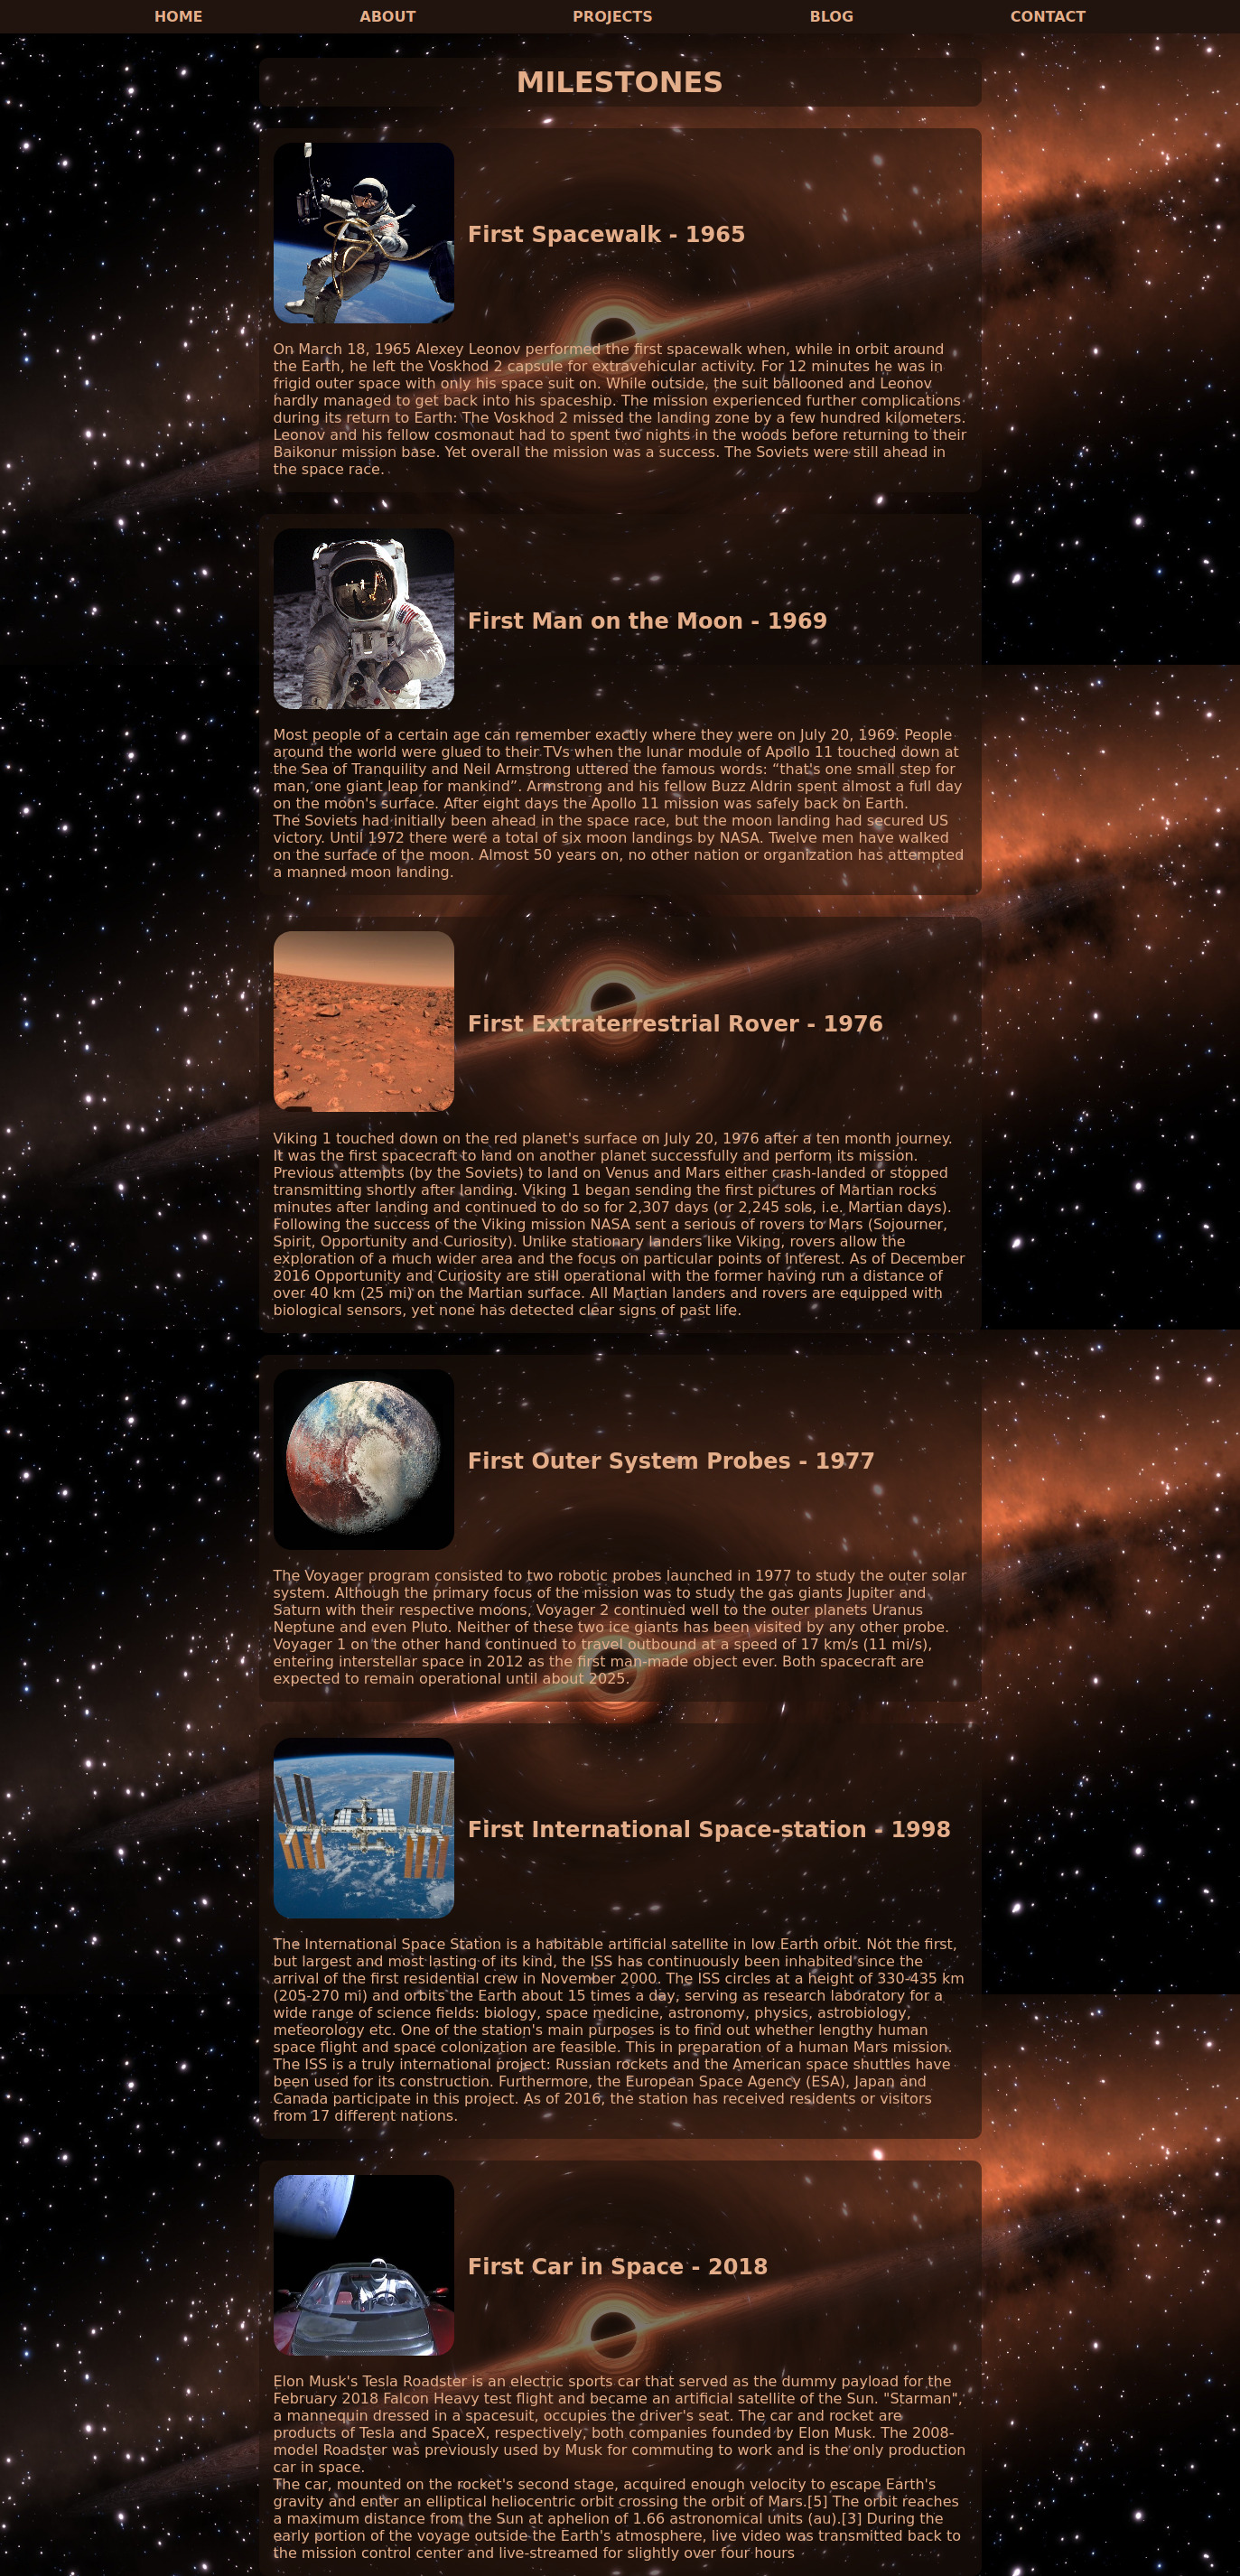 HOME ABOUT PROJECTS BLOG CONTACT
MILESTONES
First Spacewalk - 1965
On March 18, 1965 Alexey Leonov performed the first spacewalk when, while in orbit around
the Earth, he left the Voskhod 2 capsule for extravehicular activity. For 12 minutes he was in
frigid outer space with only his space suit on. While outside, the suit ballooned and Leonov
hardly managed to get back into his spaceship. The mission experienced further complications
during its return to Earth: The Voskhod 2 missed the landing zone by a few hundred kilometers.
Leonov and his fellow cosmonaut had to spent two nights in the woods before returning to their
Baikonur mission base. Yet overall the mission was a success. The Soviets were still ahead in
the space race.
First Man on the Moon - 1969
Most people of a certain age can remember exactly where they were on July 20, 1969. People
around the world were glued to their TVs when the lunar module of Apollo 11 touched down at
the Sea of Tranquility and Neil Armstrong uttered the famous words: “that's one small step for
man, one giant leap for mankind”. Armstrong and his fellow Buzz Aldrin spent almost a full day
on the moon's surface. After eight days the Apollo 11 mission was safely back on Earth.
The Soviets had initially been ahead in the space race, but the moon landing had secured US
victory. Until 1972 there were a total of six moon landings by NASA. Twelve men have walked
on the surface of the moon. Almost 50 years on, no other nation or organization has attempted
a manned moon landing.
First Extraterrestrial Rover - 1976
Viking 1 touched down on the red planet's surface on July 20, 1976 after a ten month journey.
It was the first spacecraft to land on another planet successfully and perform its mission.
Previous attempts (by the Soviets) to land on Venus and Mars either crash-landed or stopped
transmitting shortly after landing. Viking 1 began sending the first pictures of Martian rocks
minutes after landing and continued to do so for 2,307 days (or 2,245 sols, i.e. Martian days).
Following the success of the Viking mission NASA sent a serious of rovers to Mars (Sojourner,
Spirit, Opportunity and Curiosity). Unlike stationary landers like Viking, rovers allow the
exploration of a much wider area and the focus on particular points of interest. As of December
2016 Opportunity and Curiosity are still operational with the former having run a distance of
over 40 km (25 mi) on the Martian surface. All Martian landers and rovers are equipped with
biological sensors, yet none has detected clear signs of past life.
First Outer System Probes - 1977
The Voyager program consisted to two robotic probes launched in 1977 to study the outer solar
system. Although the primary focus of the mission was to study the gas giants Jupiter and
Saturn with their respective moons, Voyager 2 continued well to the outer planets Uranus
Neptune and even Pluto. Neither of these two ice giants has been visited by any other probe.
Voyager 1 on the other hand continued to travel outbound at a speed of 17 km/s (11 mi/s),
entering interstellar space in 2012 as the first man-made object ever. Both spacecraft are
expected to remain operational until about 2025.
First International Space-station - 1998
The International Space Station is a habitable artificial satellite in low Earth orbit. Not the first,
but largest and most lasting of its kind, the ISS has continuously been inhabited since the
arrival of the first residential crew in November 2000. The ISS circles at a height of 330-435 km
(205-270 mi) and orbits the Earth about 15 times a day, serving as research laboratory for a
wide range of science fields: biology, space medicine, astronomy, physics, astrobiology,
meteorology etc. One of the station's main purposes is to find out whether lengthy human
space flight and space colonization are feasible. This in preparation of a human Mars mission.
The ISS is a truly international project: Russian rockets and the American space shuttles have
been used for its construction. Furthermore, the European Space Agency (ESA), Japan and
Canada participate in this project. As of 2016, the station has received residents or visitors
from 17 different nations.
First Car in Space - 2018
Elon Musk's Tesla Roadster is an electric sports car that served as the dummy payload for the
February 2018 Falcon Heavy test flight and became an artificial satellite of the Sun. "Starman",
a mannequin dressed in a spacesuit, occupies the driver's seat. The car and rocket are
products of Tesla and SpaceX, respectively, both companies founded by Elon Musk. The 2008-
model Roadster was previously used by Musk for commuting to work and is the only production
car in space.
The car, mounted on the rocket's second stage, acquired enough velocity to escape Earth's
gravity and enter an elliptical heliocentric orbit crossing the orbit of Mars.[5] The orbit reaches
a maximum distance from the Sun at aphelion of 1.66 astronomical units (au).[3] During the
early portion of the voyage outside the Earth's atmosphere, live video was transmitted back to
the mission control center and live-streamed for slightly over four hours